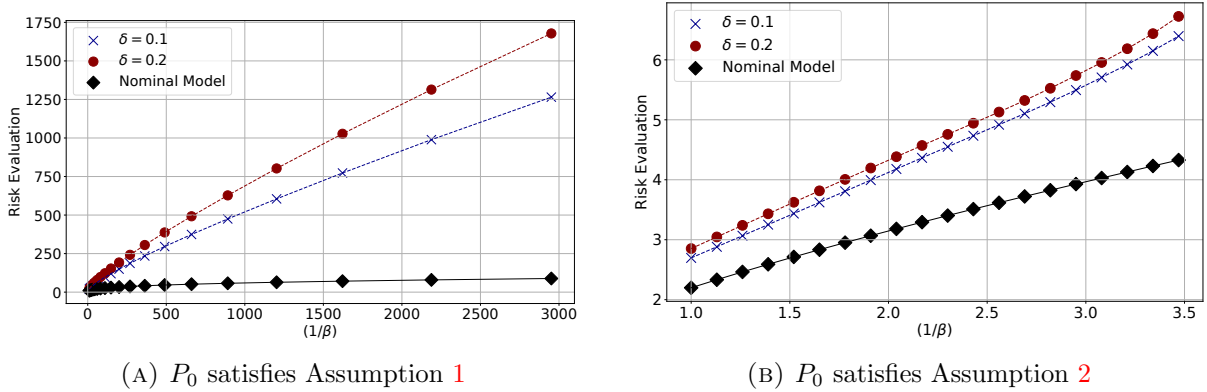 1750
1500
1250
1000
750
500
250
0
Risk Evaluation
δ = 0.1
δ = 0.2
Nominal Model
0 500 1000 1500 2000 2500 3000
(1/β)
(A) P₀ satisfies Assumption 1
6
5
4
3
2
Risk Evaluation
δ = 0.1
δ = 0.2
Nominal Model
1.0 1.5 2.0 2.5 3.0 3.5
(1/β)
(B) P₀ satisfies Assumption 2